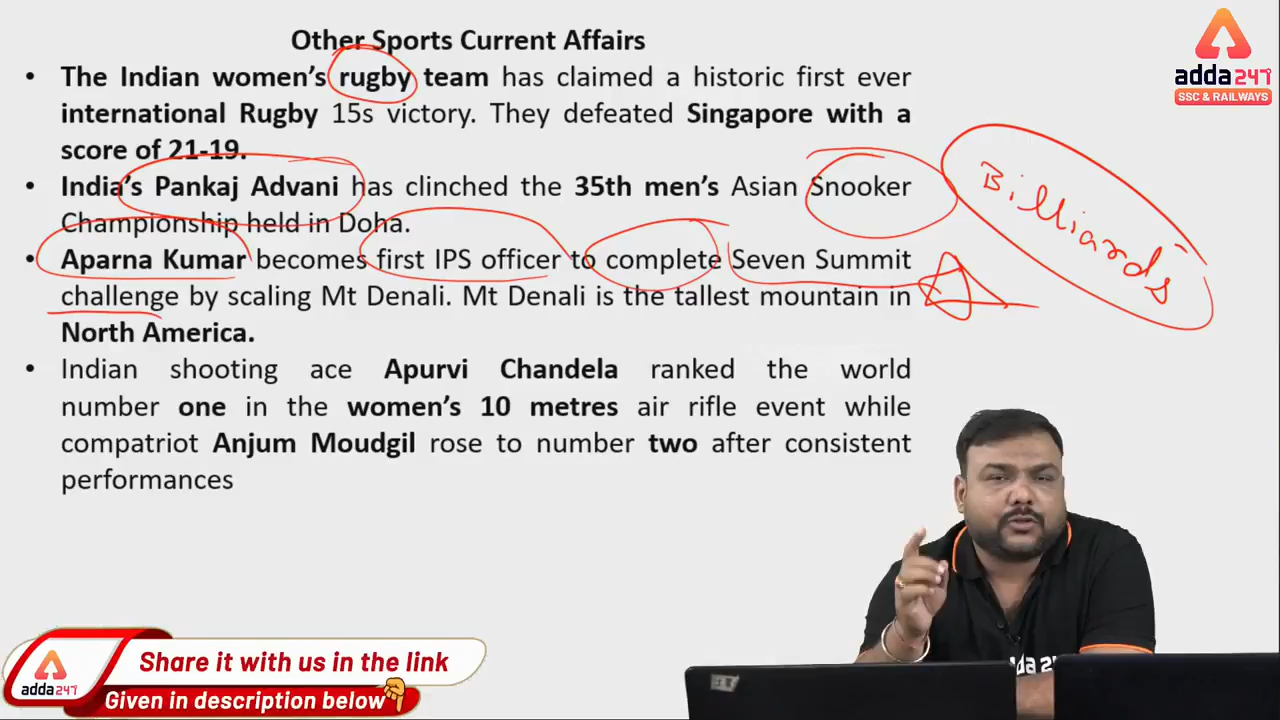 Other Sports Current Affairs
• The Indian women's rugby team has claimed a historic first ever
international Rugby 15s victory. They defeated Singapore with a
score of 21-19.
• India's Pankaj Advani has clinched the 35th men's Asian Snooker
Championship held in Doha.
• Aparna Kumar becomes first IPS officer to complete Seven Summit
challenge by scaling Mt Denali. Mt Denali is the tallest mountain in
North America.
• Indian shooting ace Apurvi Chandela ranked the world
number one in the women's 10 metres air rifle event while
compatriot Anjum Moudgil rose to number two after consistent
performances
adda247
SSC & RAILWAYS
Billiards
Share it with us in the link
Given in description below
adda247